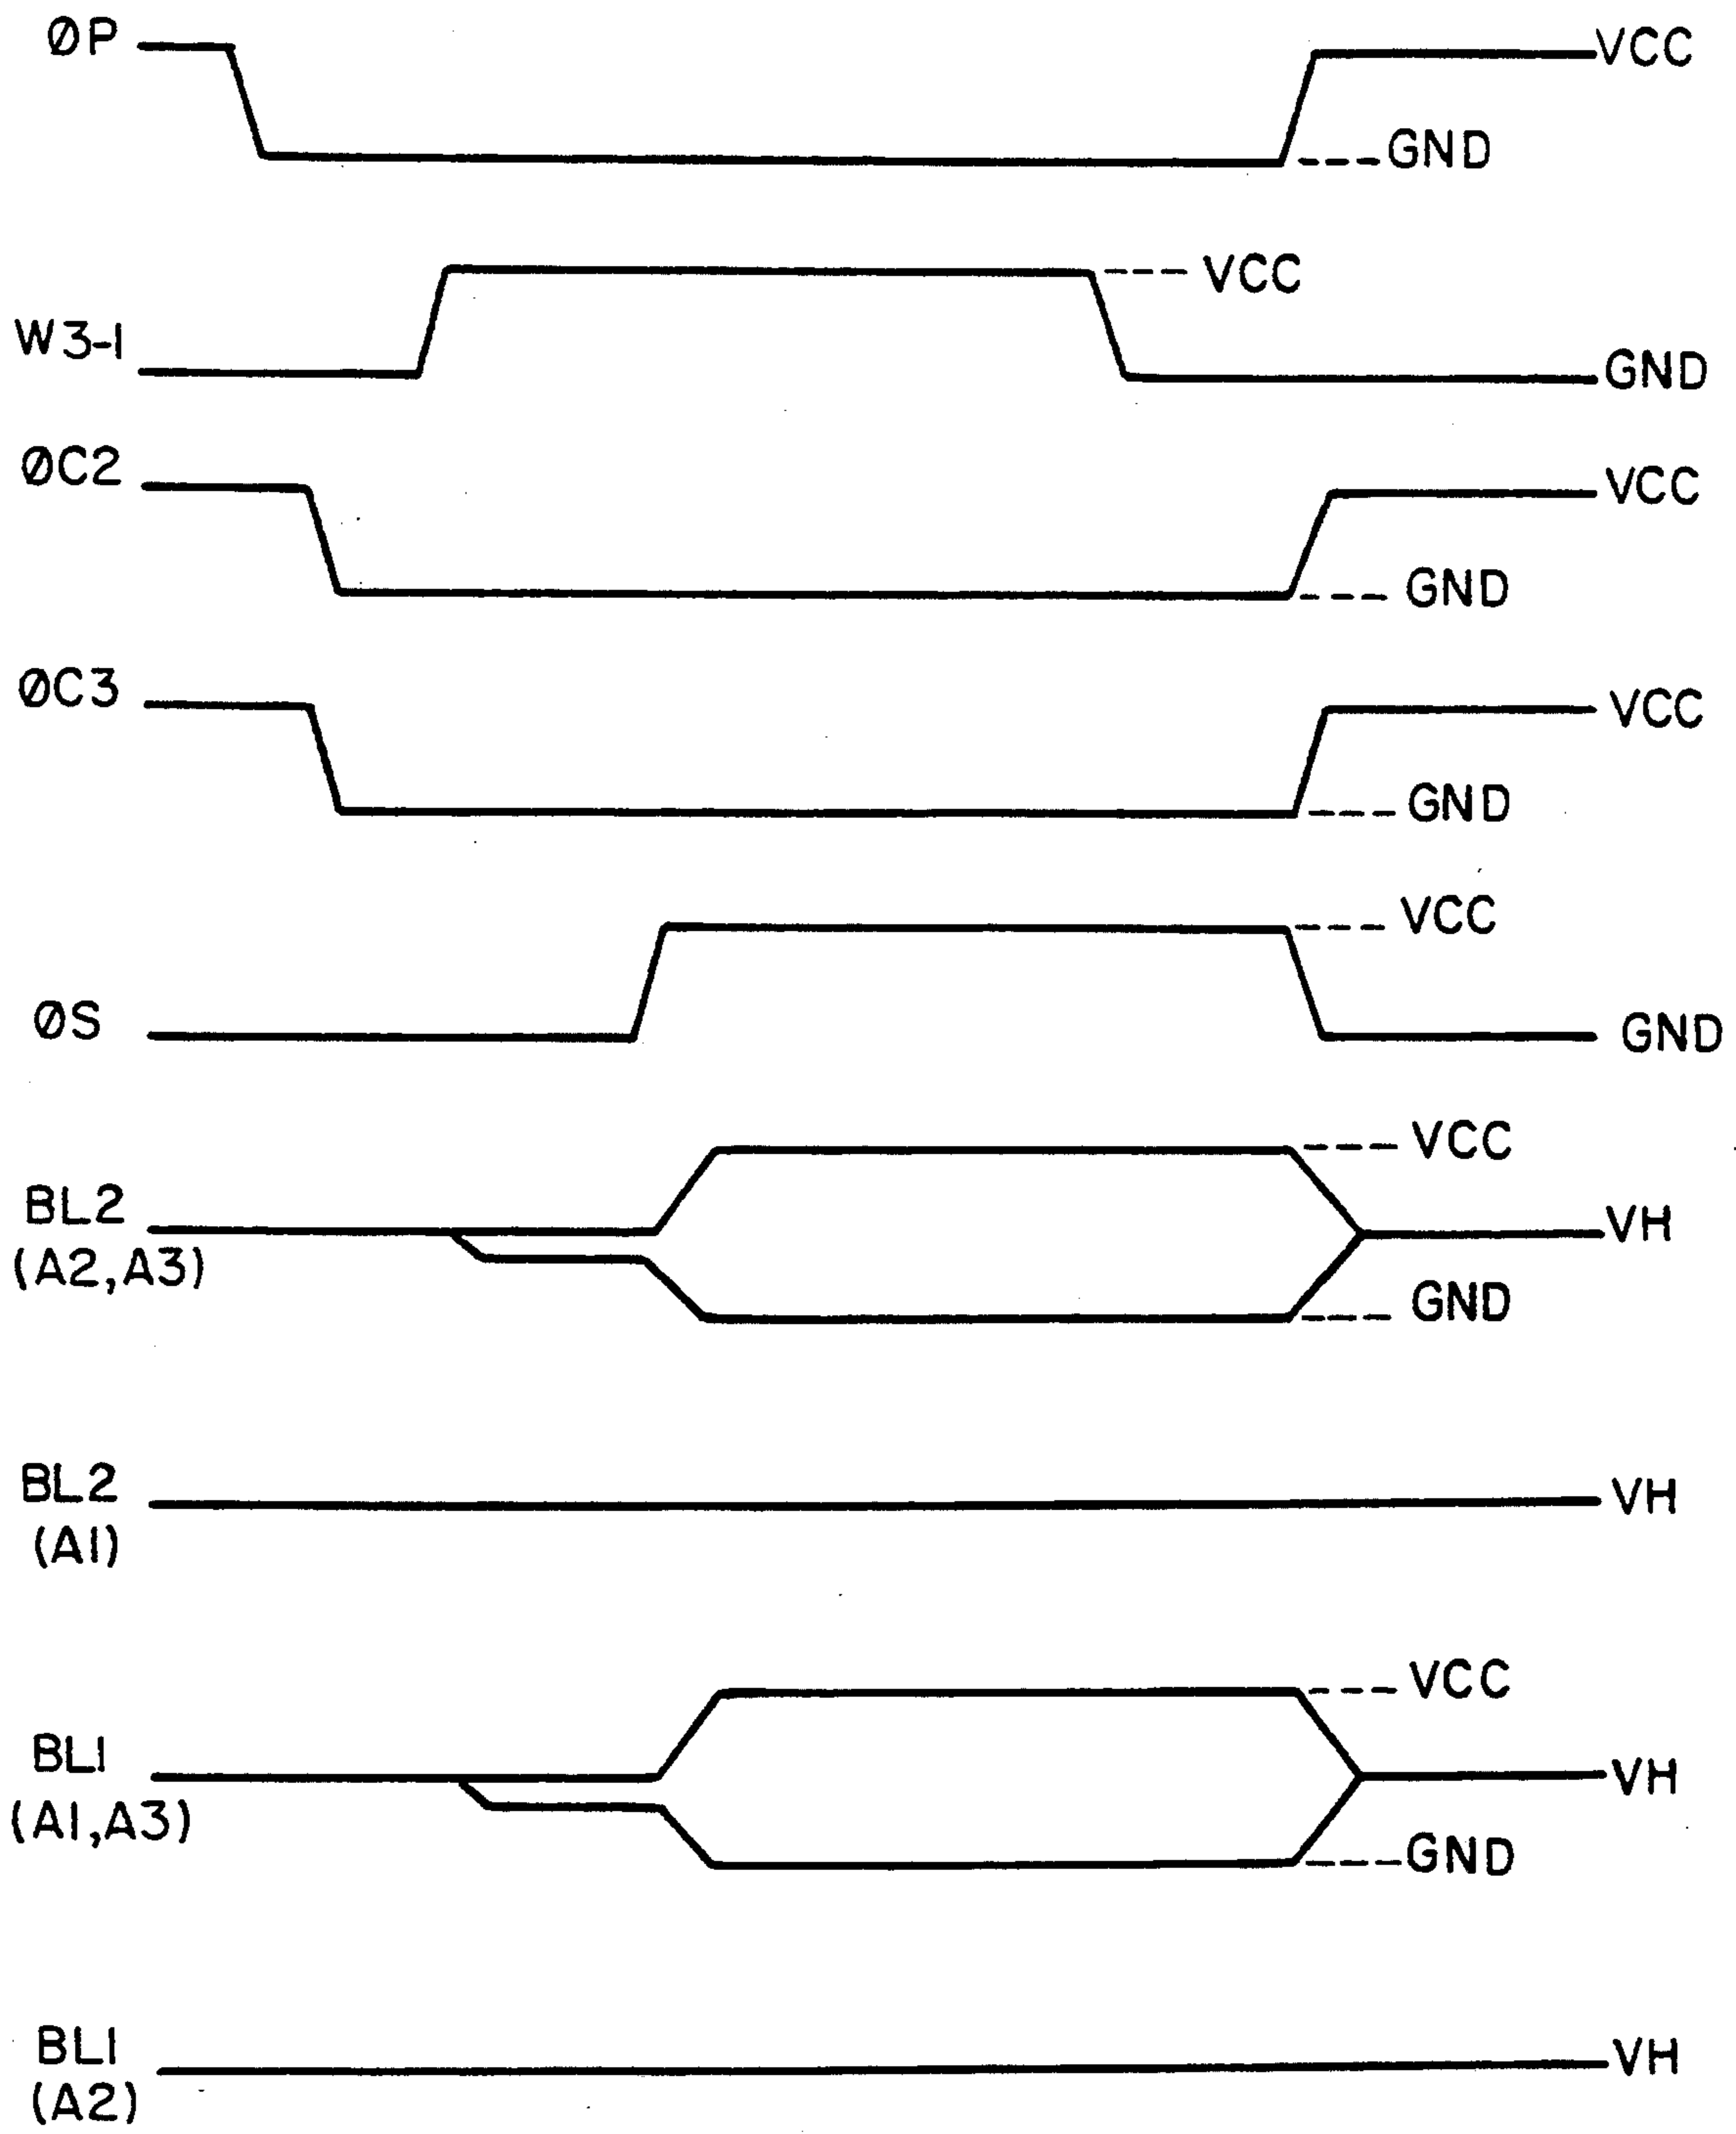 ØP
VCC
GND
VCC
W3-1
GND
ØC2
VCC
GND
ØC3
VCC
GND
VCC
ØS
GND
VCC
BL2
(A2,A3)
VH
GND
BL2
(A1)
VH
VCC
BL1
(A1,A3)
VH
GND
BL1
(A2)
VH